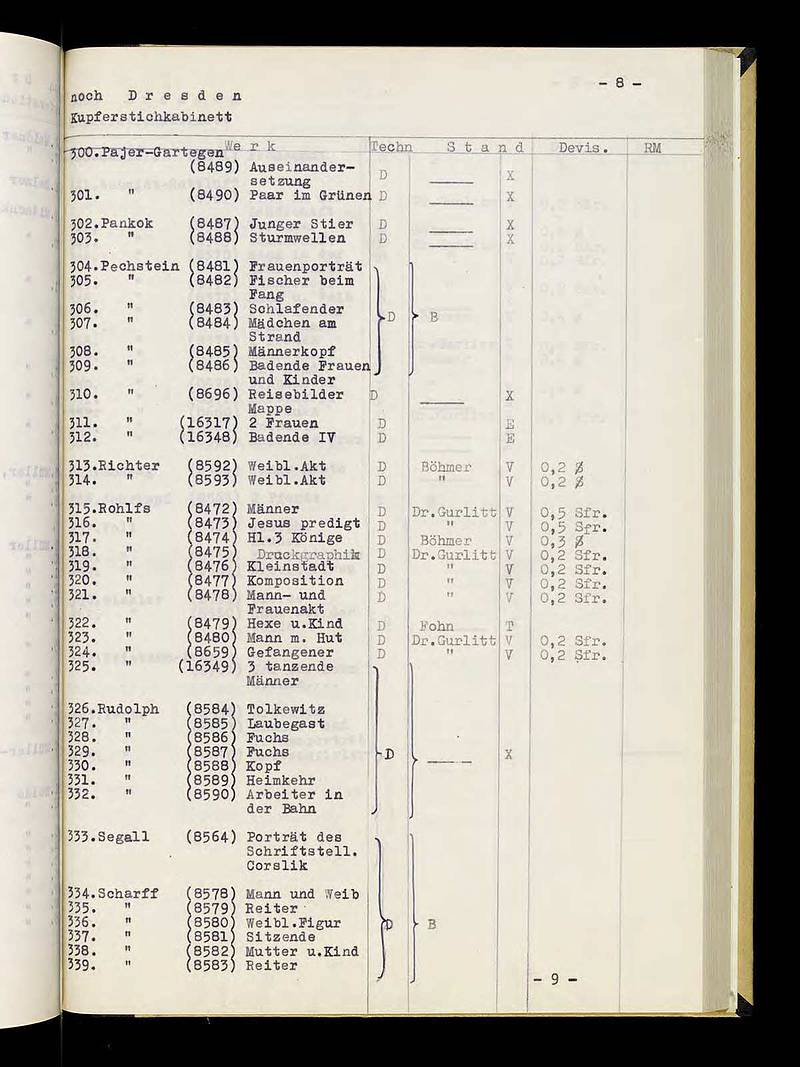 - 8 -
noch D r e s d e n
Kupferstichkabinett
W e r k Techn S t a n d Devis. RM
300.Pajer-Gartegen
(8489) Auseinander-
setzung D _____ X
301. " (8490) Paar im Grünen D _____ X
302.Pankok (8487) Junger Stier D _____ X
303. " (8488) Sturmwellen D _____ X
304.Pechstein (8481) Frauenporträt
305. " (8482) Fischer beim
Fang
306. " (8483) Schlafender
307. " (8484) Mädchen am D B
Strand
308. " (8485) Männerkopf
309. " (8486) Badende Frauen
und Kinder
310. " (8696) Reisebilder D _____ X
Mappe
311. " (16317) 2 Frauen D E
312. " (16348) Badende IV D E
313.Richter (8592) Weibl.Akt D Böhmer V 0,2 $
314. " (8593) Weibl.Akt D " V 0,2 $
315.Rohlfs (8472) Männer D Dr.Gurlitt V 0,5 Sfr.
316. " (8473) Jesus predigt D " V 0,5 Sfr.
317. " (8474) Hl.3 Könige D Böhmer V 0,3 $
318. " (8475) Druckgraphik D Dr.Gurlitt V 0,2 Sfr.
319. " (8476) Kleinstadt D " V 0,2 Sfr.
320. " (8477) Komposition D " V 0,2 Sfr.
321. " (8478) Mann- und D " V 0,2 Sfr.
Frauenakt
322. " (8479) Hexe u.Kind D Fohn T
323. " (8480) Mann m. Hut D Dr.Gurlitt V 0,2 Sfr.
324. " (8659) Gefangener D " V 0,2 Sfr.
325. " (16349) 3 tanzende
Männer
326.Rudolph (8584) Tolkewitz
327. " (8585) Laubegast
328. " (8586) Fuchs
329. " (8587) Fuchs D _____ X
330. " (8588) Kopf
331. " (8589) Heimkehr
332. " (8590) Arbeiter in
der Bahn
333.Segall (8564) Porträt des
Schriftstell.
Corslik
334.Scharff (8578) Mann und Weib
335. " (8579) Reiter
336. " (8580) Weibl.Figur D B
337. " (8581) Sitzende
338. " (8582) Mutter u.Kind
339. " (8583) Reiter
- 9 -